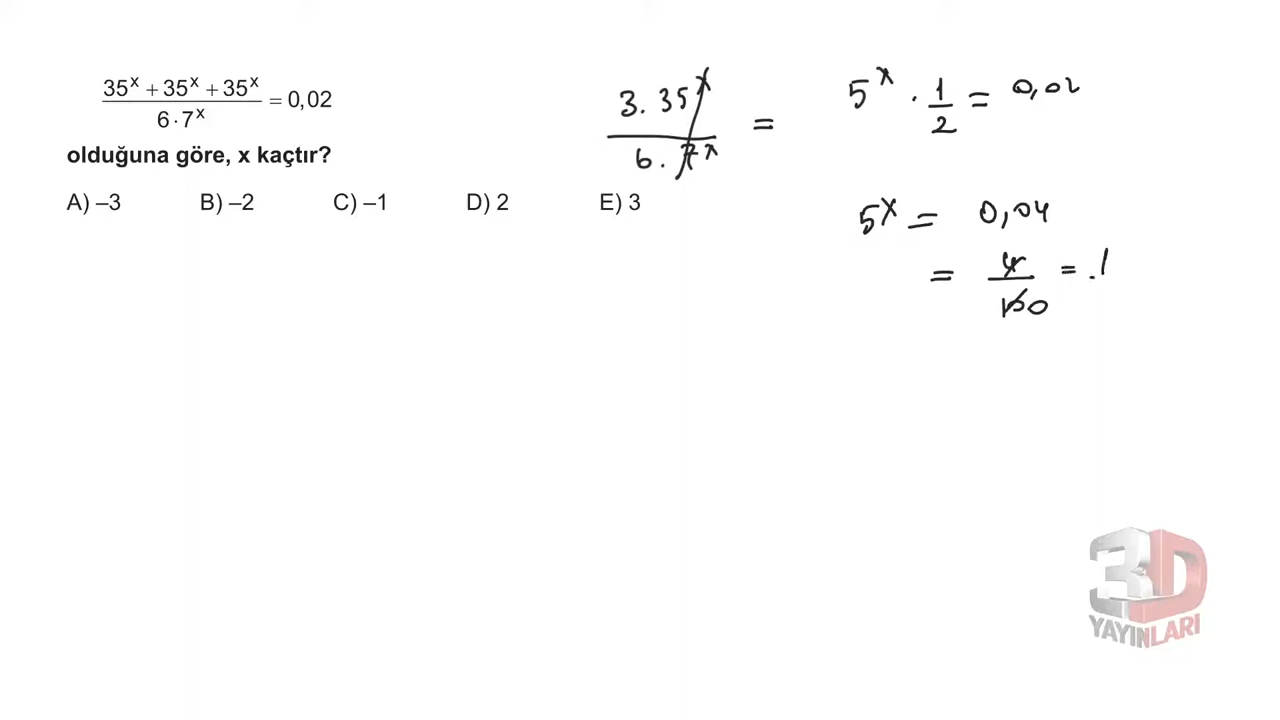 35ˣ + 35ˣ + 35ˣ
6 · 7ˣ
= 0,02
olduğuna göre, x kaçtır?
A) –3 B) –2 C) –1 D) 2 E) 3
3 . 35ˣ
6 . 7ˣ
=
5ˣ · 1/2 = 0,02
5ˣ = 0,04
= 4/100 = .1
3D
YAYINLARI